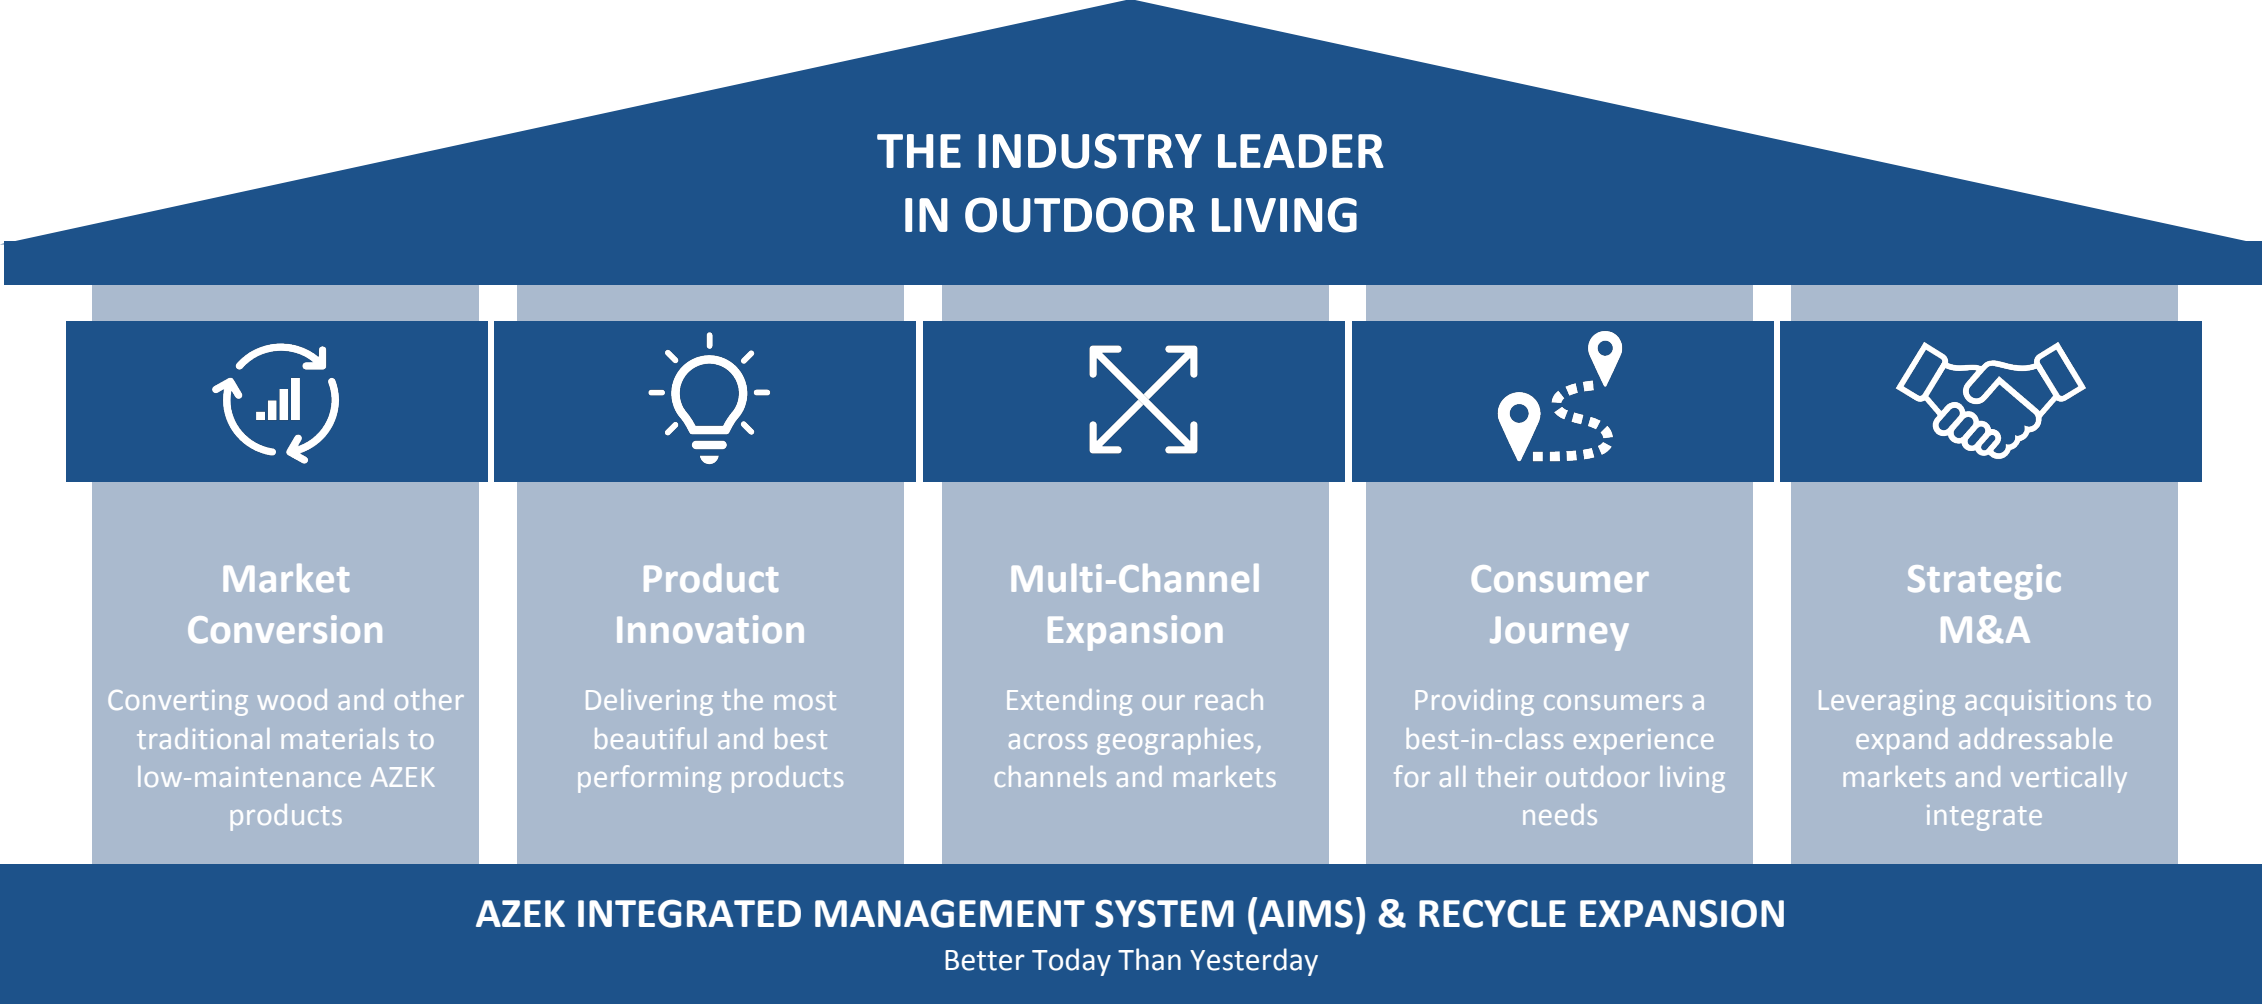 THE INDUSTRY LEADER
IN OUTDOOR LIVING
Market
Conversion
Converting wood and other
traditional materials to
low-maintenance AZEK
products
Product
Innovation
Delivering the most
beautiful and best
performing products
Multi-Channel
Expansion
Extending our reach
across geographies,
channels and markets
Consumer
Journey
Providing consumers a
best-in-class experience
for all their outdoor living
needs
Strategic
M&A
Leveraging acquisitions to
expand addressable
markets and vertically
integrate
AZEK INTEGRATED MANAGEMENT SYSTEM (AIMS) & RECYCLE EXPANSION
Better Today Than Yesterday